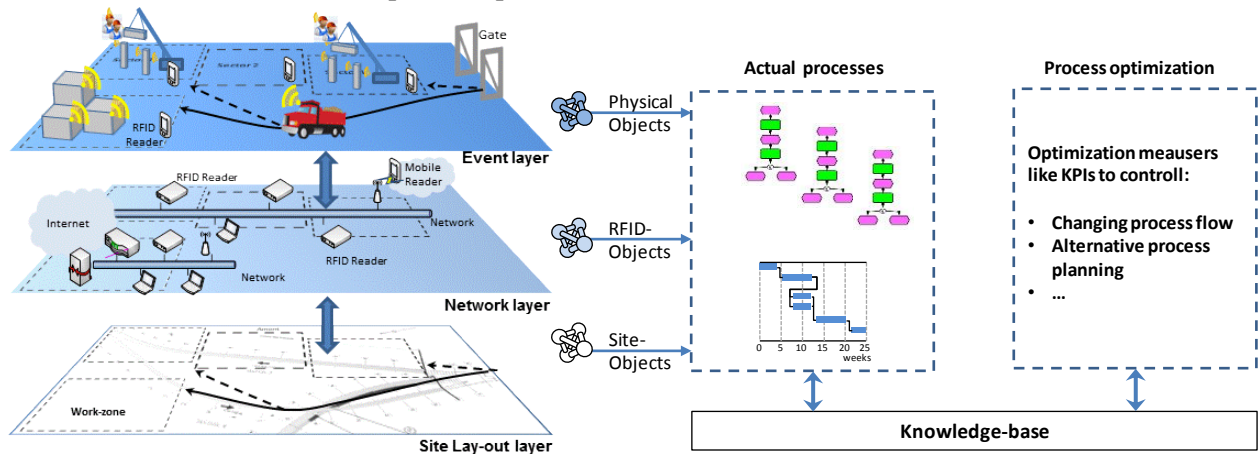 Gate
Sector 2
RFID
Reader
Event layer
RFID Reader
Mobile
Reader
Internet
Network
RFID Reader
Network
Network layer
Work-zone
Site Lay-out layer
Physical
Objects
RFID-
Objects
Site-
Objects
Actual processes
0 5 10 15 20 25
weeks
Process optimization
Optimization meausers
like KPIs to controll:
• Changing process flow
• Alternative process
planning
• ...
Knowledge-base